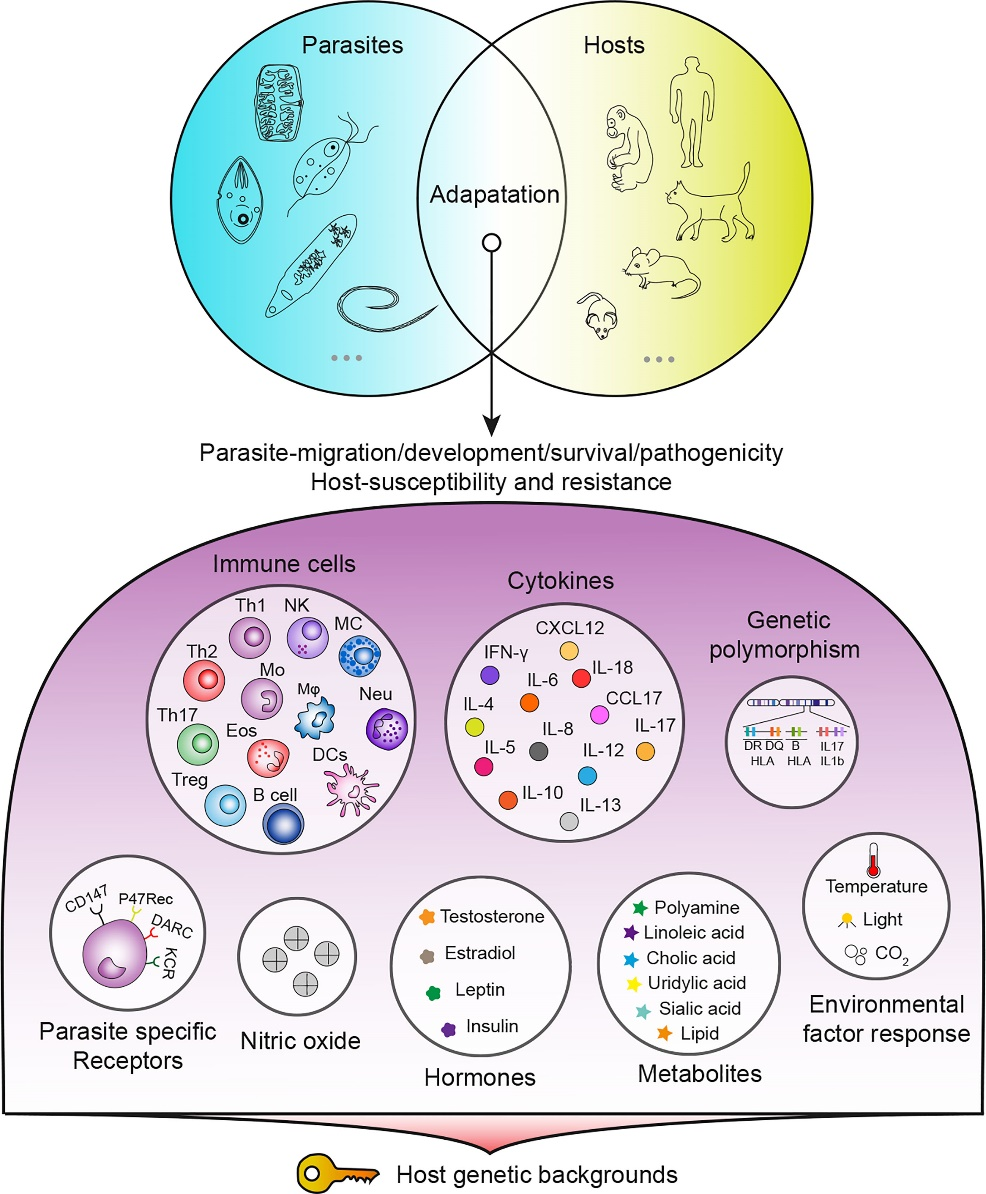 Parasites
Hosts
Adapatation
Parasite-migration/development/survival/pathogenicity
Host-susceptibility and resistance
Immune cells
Th1
NK
MC
Th2
Mo
Mφ
Neu
Th17
Eos
DCs
Treg
B cell
Cytokines
CXCL12
IFN-γ
IL-18
IL-6
CCL17
IL-4
IL-8
IL-17
IL-5
IL-12
IL-10
IL-13
Genetic
polymorphism
DR DQ B IL17
HLA HLA IL1b
CD147
P47Rec
DARC
KCR
Parasite specific
Receptors
Nitric oxide
Testosterone
Estradiol
Leptin
Insulin
Hormones
Polyamine
Linoleic acid
Cholic acid
Uridylic acid
Sialic acid
Lipid
Metabolites
Temperature
Light
CO₂
Environmental
factor response
Host genetic backgrounds